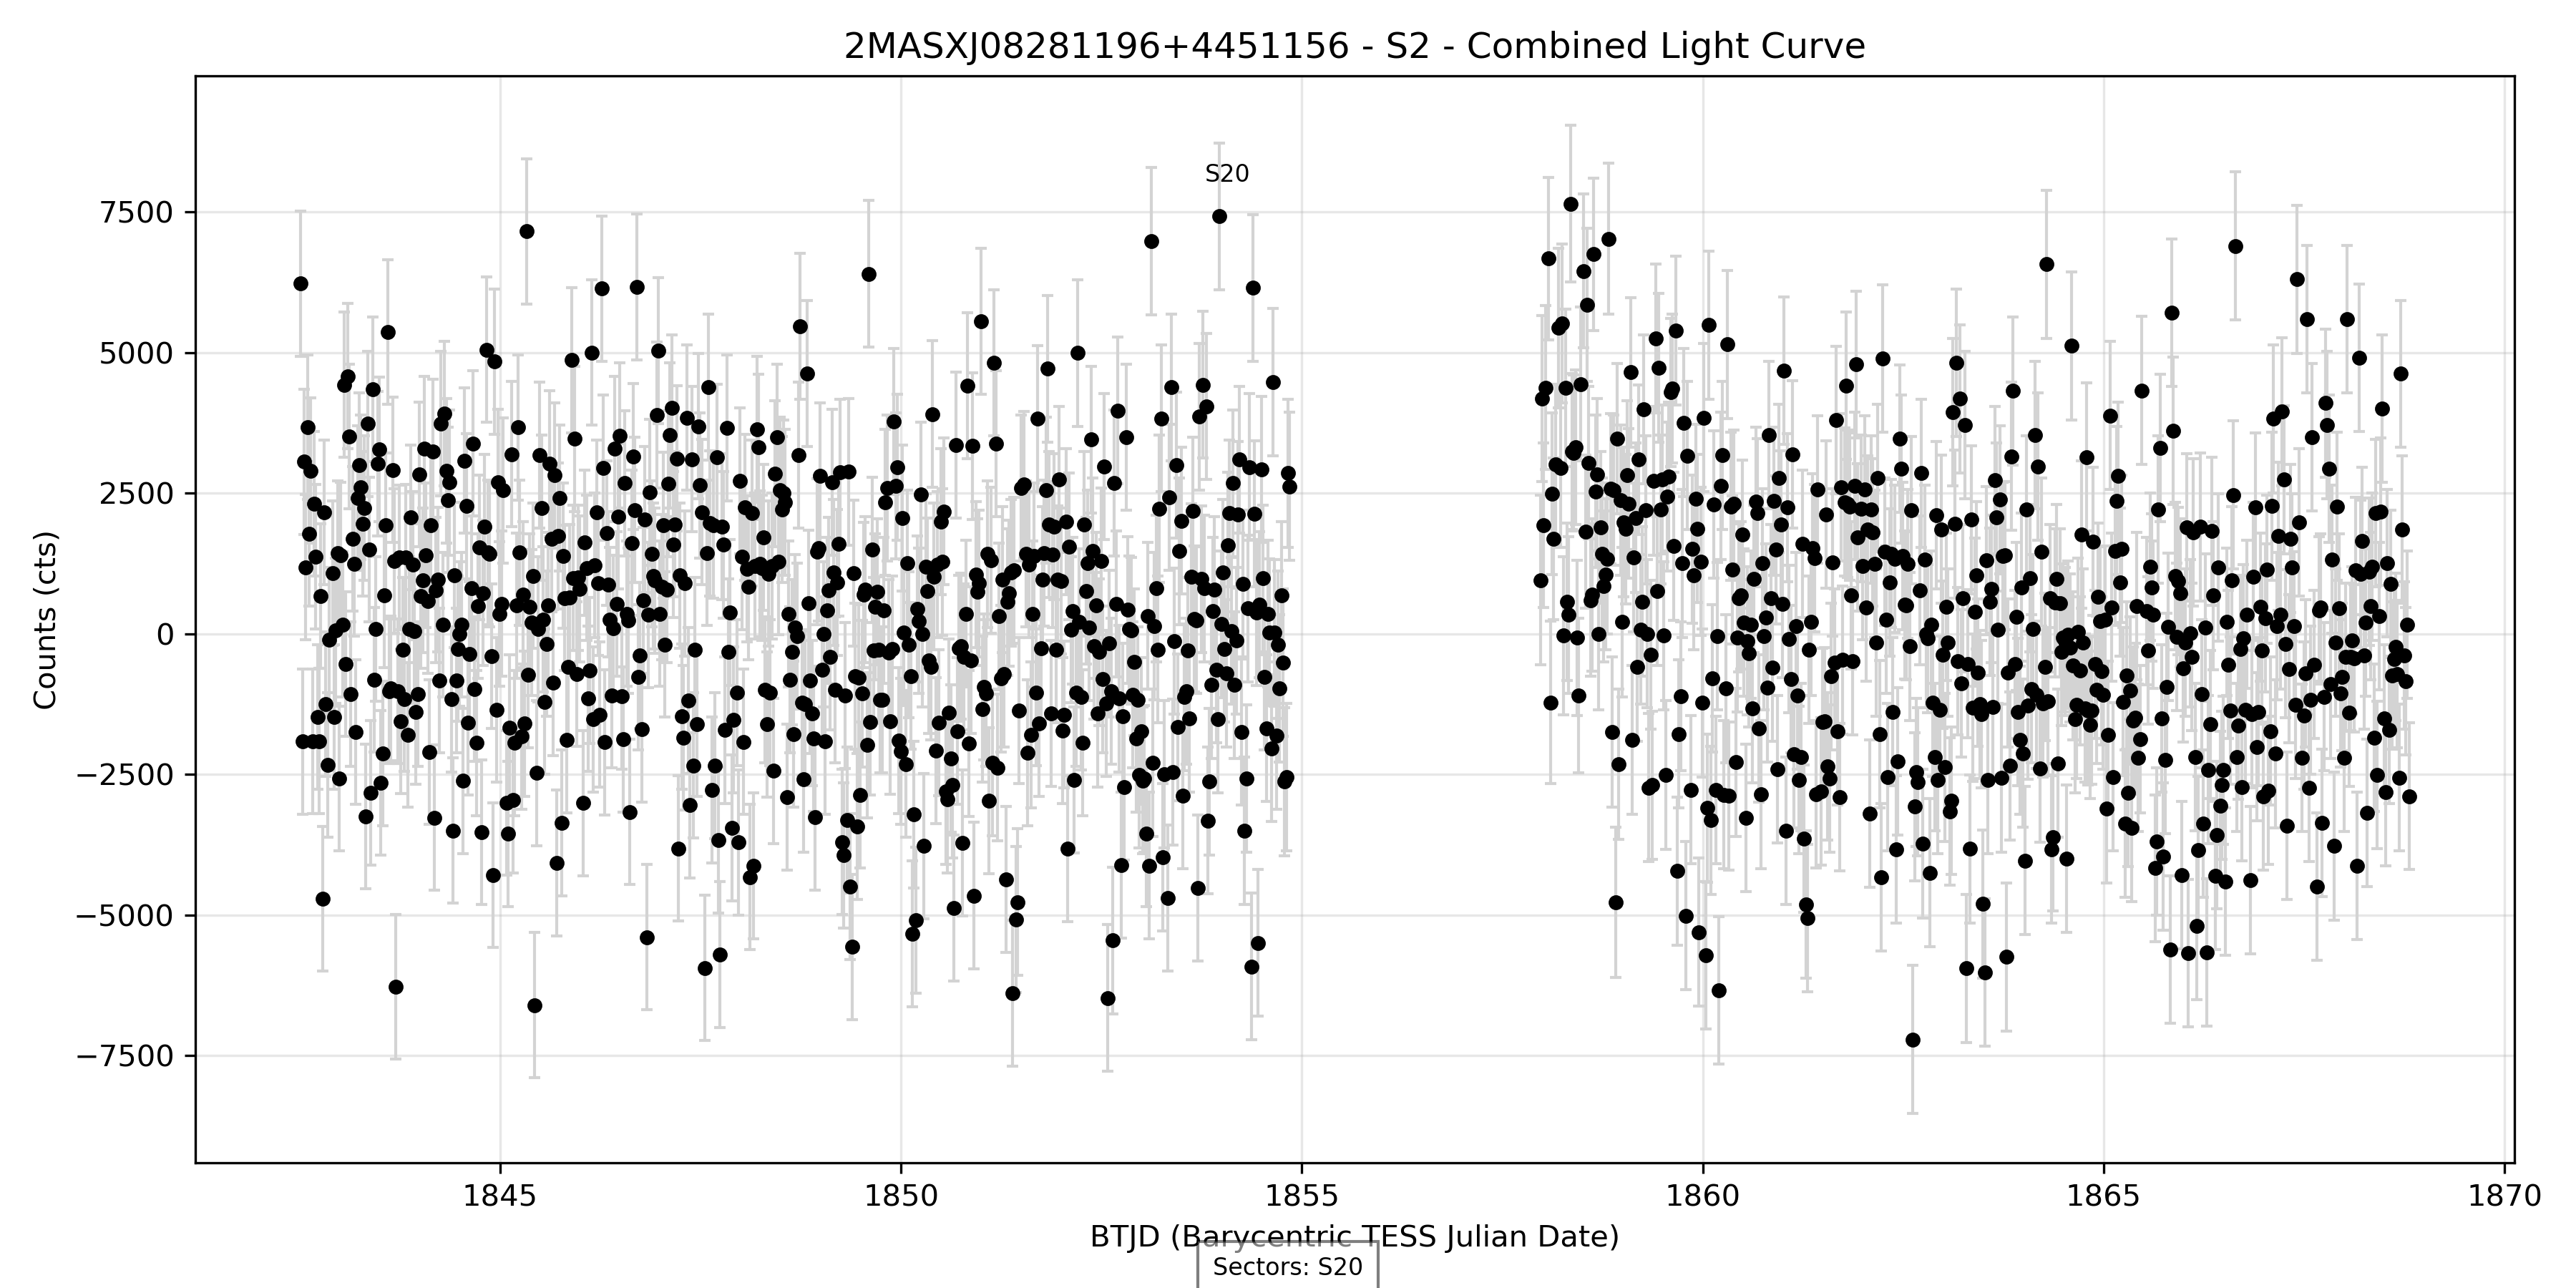 2MASXJ08281196+4451156 - S2 - Combined Light Curve
S20
7500
5000
2500
0
−2500
−5000
−7500
Counts (cts)
1845
1850
1855
1860
1865
1870
BTJD (Barycentric TESS Julian Date)
Sectors: S20